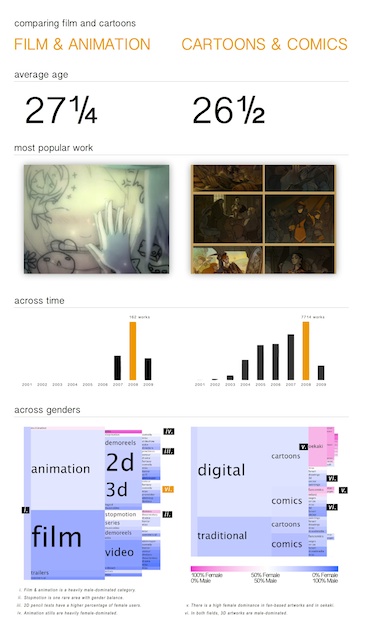 comparing film and cartoons
FILM & ANIMATION CARTOONS & COMICS
average age
27¼ 26½
most popular work
across time
182 works 7714 works
2001 2002 2003 2004 2005 2006 2007 2008 2009 2001 2002 2003 2004 2005 2006 2007 2008 2009
across genders
iv.
demoreels
iii.
v. oekaki
cartoons
animation
2d
digital
3d
vi.
vi.
v.
comics
ii.
stopmotion
vi.
i.
series
cartoons
film
demoreels
traditional
video
comics
trailers
100% Female 50% Female 0% Female
0% Male 50% Male 100% Male
i. Film & animation is a heavily male-dominated category.
ii. Stopmotion is one rare area with gender balance.
iii. 2D pencil tests have a higher percentage of female users.
iv. Animation stills are heavily female dominated.
v. There is a high female dominance in fan-based artworks and in oekaki.
vi. In both fields, 3D artworks are male-dominated.